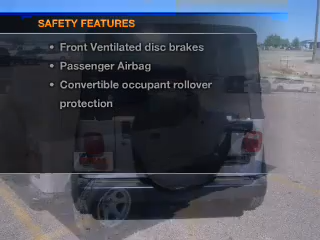 SAFETY FEATURES
• Front Ventilated disc brakes
• Passenger Airbag
• Convertible occupant rollover
protection